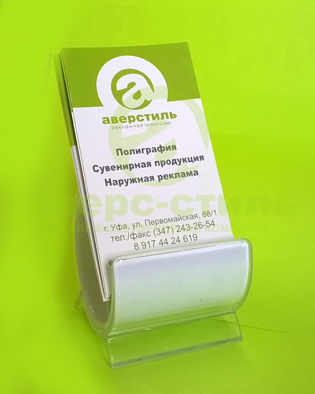 а
аверстиль
рекламное агентство
Полиграфия
Сувенирная продукция
Наружная реклама
г. Уфа, ул. Первомайская, 88/1
тел./факс (347) 243-26-54
8 917 44 24 619
аверс-стиль